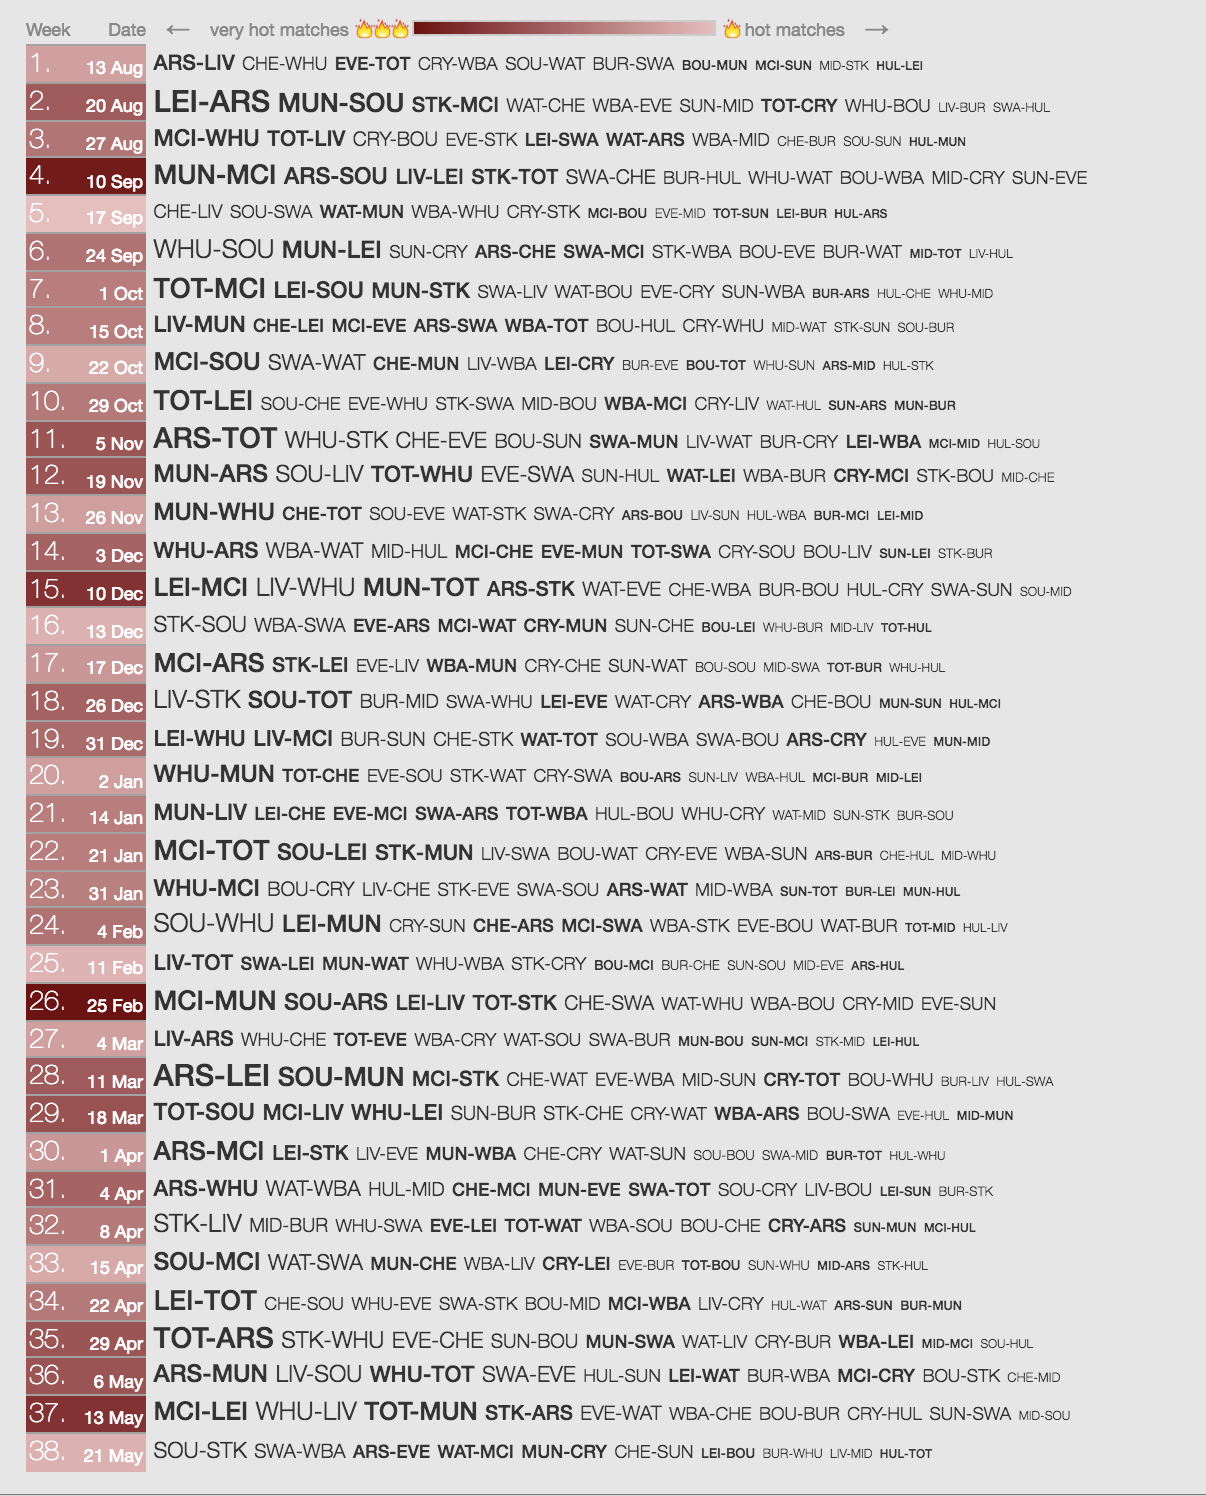 Week Date ← very hot matches 🔥🔥🔥 🔥 hot matches →
1. 13 Aug ARS-LIV CHE-WHU EVE-TOT CRY-WBA SOU-WAT BUR-SWA BOU-MUN MCI-SUN MID-STK HUL-LEI
2. 20 Aug LEI-ARS MUN-SOU STK-MCI WAT-CHE WBA-EVE SUN-MID TOT-CRY WHU-BOU LIV-BUR SWA-HUL
3. 27 Aug MCI-WHU TOT-LIV CRY-BOU EVE-STK LEI-SWA WAT-ARS WBA-MID CHE-BUR SOU-SUN HUL-MUN
4. 10 Sep MUN-MCI ARS-SOU LIV-LEI STK-TOT SWA-CHE BUR-HUL WHU-WAT BOU-WBA MID-CRY SUN-EVE
5. 17 Sep CHE-LIV SOU-SWA WAT-MUN WBA-WHU CRY-STK MCI-BOU EVE-MID TOT-SUN LEI-BUR HUL-ARS
6. 24 Sep WHU-SOU MUN-LEI SUN-CRY ARS-CHE SWA-MCI STK-WBA BOU-EVE BUR-WAT MID-TOT LIV-HUL
7. 1 Oct TOT-MCI LEI-SOU MUN-STK SWA-LIV WAT-BOU EVE-CRY SUN-WBA BUR-ARS HUL-CHE WHU-MID
8. 15 Oct LIV-MUN CHE-LEI MCI-EVE ARS-SWA WBA-TOT BOU-HUL CRY-WHU MID-WAT STK-SUN SOU-BUR
9. 22 Oct MCI-SOU SWA-WAT CHE-MUN LIV-WBA LEI-CRY BUR-EVE BOU-TOT WHU-SUN ARS-MID HUL-STK
10. 29 Oct TOT-LEI SOU-CHE EVE-WHU STK-SWA MID-BOU WBA-MCI CRY-LIV WAT-HUL SUN-ARS MUN-BUR
11. 5 Nov ARS-TOT WHU-STK CHE-EVE BOU-SUN SWA-MUN LIV-WAT BUR-CRY LEI-WBA MCI-MID HUL-SOU
12. 19 Nov MUN-ARS SOU-LIV TOT-WHU EVE-SWA SUN-HUL WAT-LEI WBA-BUR CRY-MCI STK-BOU MID-CHE
13. 26 Nov MUN-WHU CHE-TOT SOU-EVE WAT-STK SWA-CRY ARS-BOU LIV-SUN HUL-WBA BUR-MCI LEI-MID
14. 3 Dec WHU-ARS WBA-WAT MID-HUL MCI-CHE EVE-MUN TOT-SWA CRY-SOU BOU-LIV SUN-LEI STK-BUR
15. 10 Dec LEI-MCI LIV-WHU MUN-TOT ARS-STK WAT-EVE CHE-WBA BUR-BOU HUL-CRY SWA-SUN SOU-MID
16. 13 Dec STK-SOU WBA-SWA EVE-ARS MCI-WAT CRY-MUN SUN-CHE BOU-LEI WHU-BUR MID-LIV TOT-HUL
17. 17 Dec MCI-ARS STK-LEI EVE-LIV WBA-MUN CRY-CHE SUN-WAT BOU-SOU MID-SWA TOT-BUR WHU-HUL
18. 26 Dec LIV-STK SOU-TOT BUR-MID SWA-WHU LEI-EVE WAT-CRY ARS-WBA CHE-BOU MUN-SUN HUL-MCI
19. 31 Dec LEI-WHU LIV-MCI BUR-SUN CHE-STK WAT-TOT SOU-WBA SWA-BOU ARS-CRY HUL-EVE MUN-MID
20. 2 Jan WHU-MUN TOT-CHE EVE-SOU STK-WAT CRY-SWA BOU-ARS SUN-LIV WBA-HUL MCI-BUR MID-LEI
21. 14 Jan MUN-LIV LEI-CHE EVE-MCI SWA-ARS TOT-WBA HUL-BOU WHU-CRY WAT-MID SUN-STK BUR-SOU
22. 21 Jan MCI-TOT SOU-LEI STK-MUN LIV-SWA BOU-WAT CRY-EVE WBA-SUN ARS-BUR CHE-HUL MID-WHU
23. 31 Jan WHU-MCI BOU-CRY LIV-CHE STK-EVE SWA-SOU ARS-WAT MID-WBA SUN-TOT BUR-LEI MUN-HUL
24. 4 Feb SOU-WHU LEI-MUN CRY-SUN CHE-ARS MCI-SWA WBA-STK EVE-BOU WAT-BUR TOT-MID HUL-LIV
25. 11 Feb LIV-TOT SWA-LEI MUN-WAT WHU-WBA STK-CRY BOU-MCI BUR-CHE SUN-SOU MID-EVE ARS-HUL
26. 25 Feb MCI-MUN SOU-ARS LEI-LIV TOT-STK CHE-SWA WAT-WHU WBA-BOU CRY-MID EVE-SUN
27. 4 Mar LIV-ARS WHU-CHE TOT-EVE WBA-CRY WAT-SOU SWA-BUR MUN-BOU SUN-MCI STK-MID LEI-HUL
28. 11 Mar ARS-LEI SOU-MUN MCI-STK CHE-WAT EVE-WBA MID-SUN CRY-TOT BOU-WHU BUR-LIV HUL-SWA
29. 18 Mar TOT-SOU MCI-LIV WHU-LEI SUN-BUR STK-CHE CRY-WAT WBA-ARS BOU-SWA EVE-HUL MID-MUN
30. 1 Apr ARS-MCI LEI-STK LIV-EVE MUN-WBA CHE-CRY WAT-SUN SOU-BOU SWA-MID BUR-TOT HUL-WHU
31. 4 Apr ARS-WHU WAT-WBA HUL-MID CHE-MCI MUN-EVE SWA-TOT SOU-CRY LIV-BOU LEI-SUN BUR-STK
32. 8 Apr STK-LIV MID-BUR WHU-SWA EVE-LEI TOT-WAT WBA-SOU BOU-CHE CRY-ARS SUN-MUN MCI-HUL
33. 15 Apr SOU-MCI WAT-SWA MUN-CHE WBA-LIV CRY-LEI EVE-BUR TOT-BOU SUN-WHU MID-ARS STK-HUL
34. 22 Apr LEI-TOT CHE-SOU WHU-EVE SWA-STK BOU-MID MCI-WBA LIV-CRY HUL-WAT ARS-SUN BUR-MUN
35. 29 Apr TOT-ARS STK-WHU EVE-CHE SUN-BOU MUN-SWA WAT-LIV CRY-BUR WBA-LEI MID-MCI SOU-HUL
36. 6 May ARS-MUN LIV-SOU WHU-TOT SWA-EVE HUL-SUN LEI-WAT BUR-WBA MCI-CRY BOU-STK CHE-MID
37. 13 May MCI-LEI WHU-LIV TOT-MUN STK-ARS EVE-WAT WBA-CHE BOU-BUR CRY-HUL SUN-SWA MID-SOU
38. 21 May SOU-STK SWA-WBA ARS-EVE WAT-MCI MUN-CRY CHE-SUN LEI-BOU BUR-WHU LIV-MID HUL-TOT